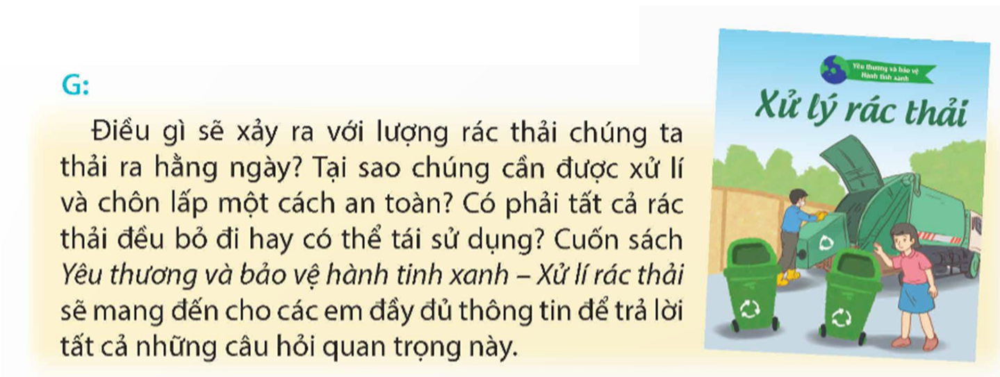 G:
Điều gì sẽ xảy ra với lượng rác thải chúng ta
thải ra hằng ngày? Tại sao chúng cần được xử lí
và chôn lấp một cách an toàn? Có phải tất cả rác
thải đều bỏ đi hay có thể tái sử dụng? Cuốn sách
Yêu thương và bảo vệ hành tinh xanh – Xử lí rác thải
sẽ mang đến cho các em đầy đủ thông tin để trả lời
tất cả những câu hỏi quan trọng này.
Yêu thương và bảo vệ
Hành tinh xanh
Xử lý rác thải